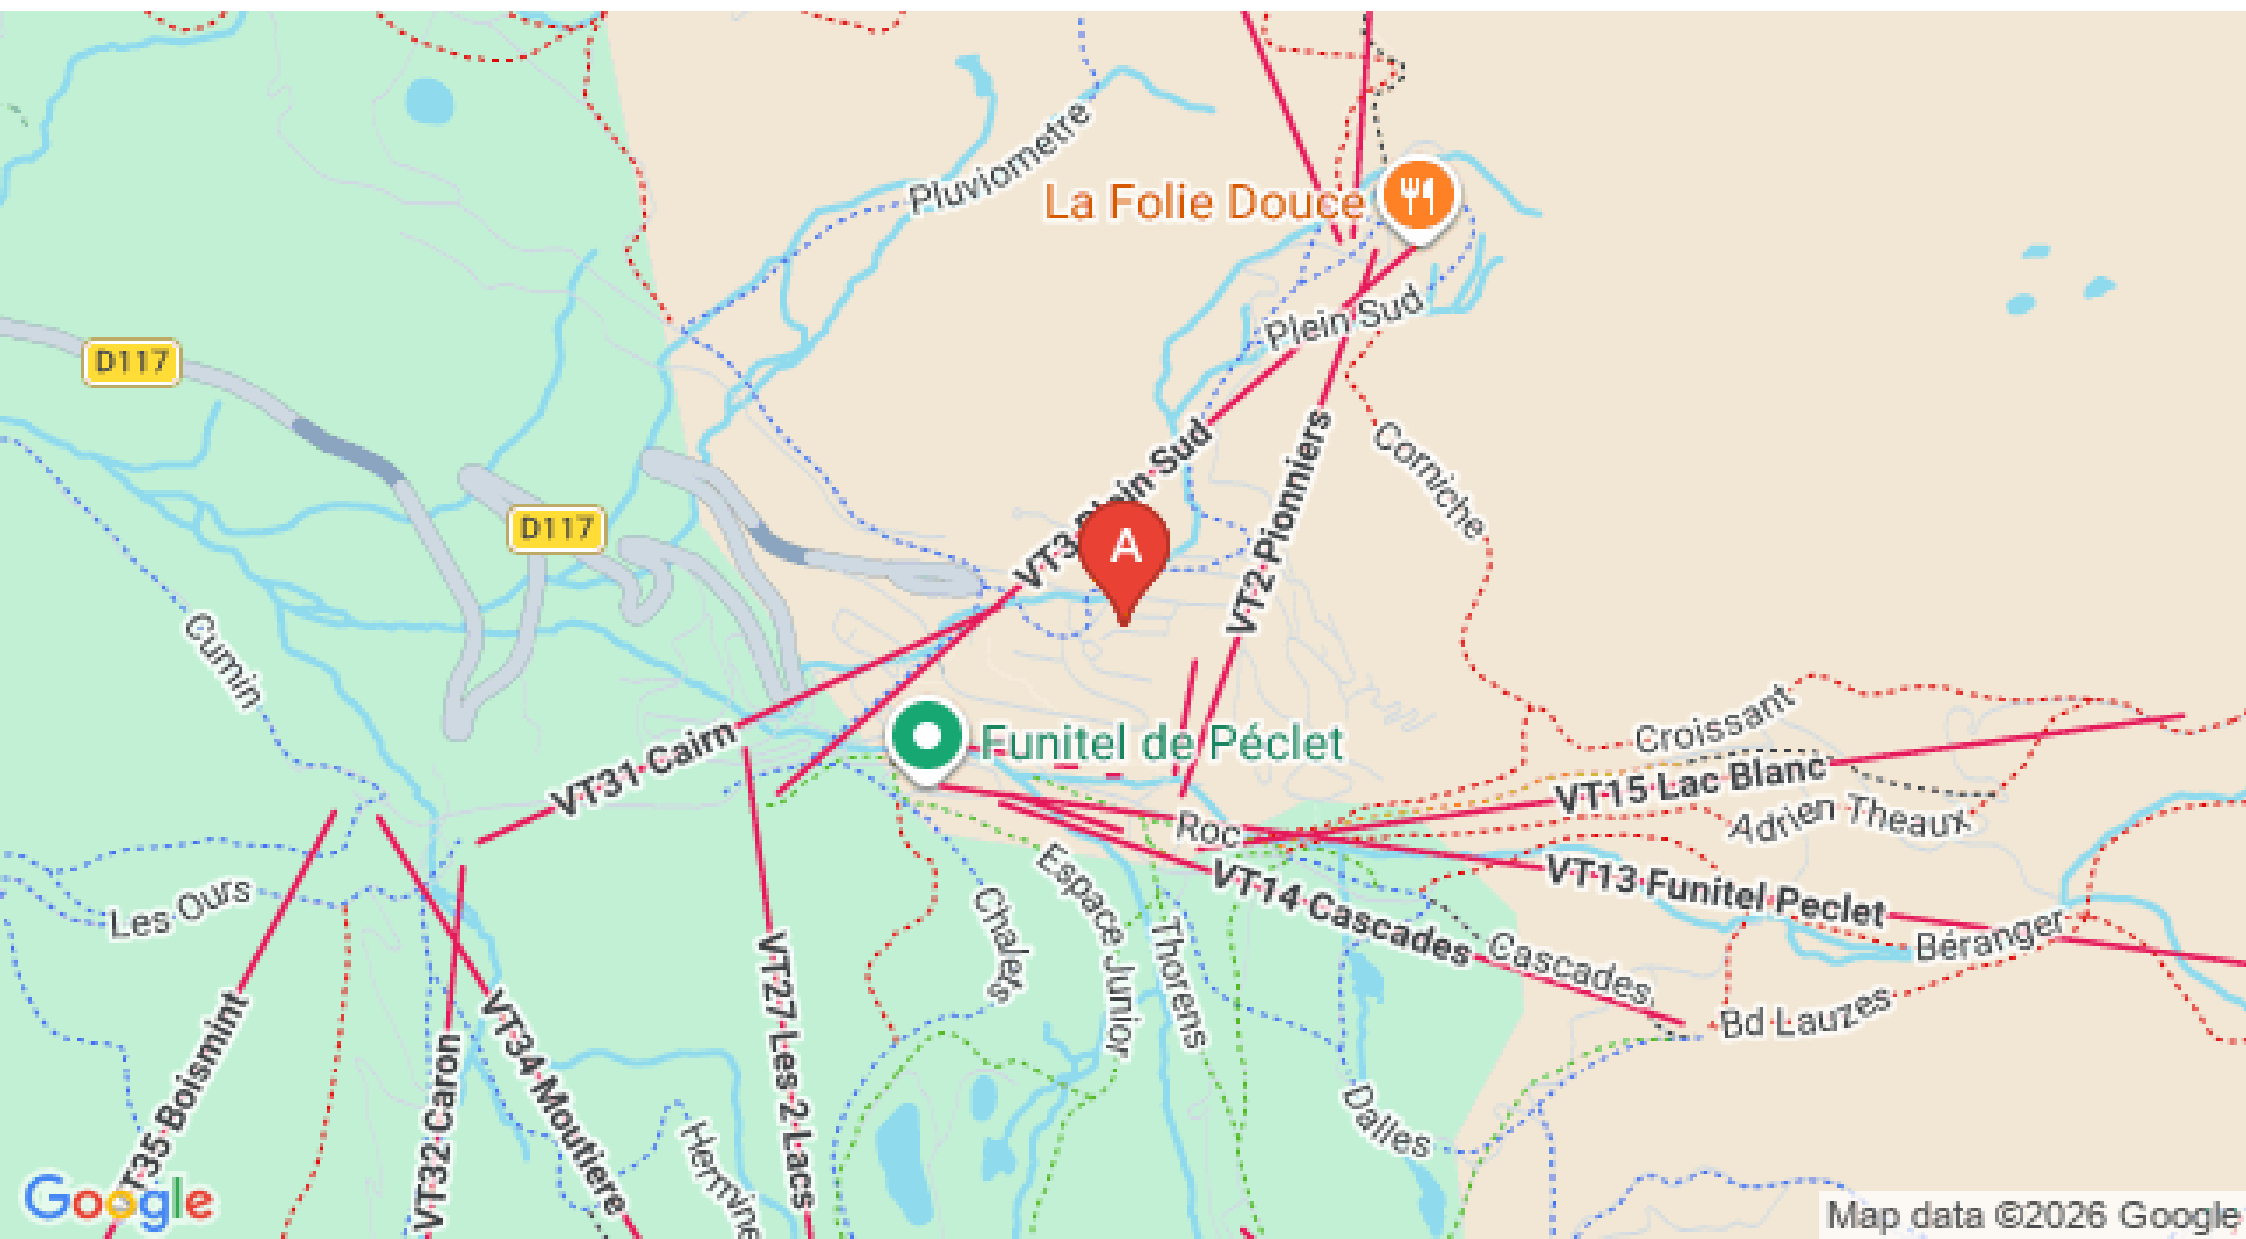 Pluviometre
La Folie Douce
Plein Sud
D117
VT3 Plein Sud
Corniche
VT2 Pionniers
D117
A
Cumin
Croissant
Funitel de Péclet
VT31 Cairn
VT15 Lac Blanc
Adrien Theaux
Roc
VT13 Funitel Peclet
VT14 Cascades
Les Ours
Espace Junior
Chalets
Thorens
Cascades
Béranger
Bd Lauzes
VT27 Les 2 Lacs
VT34 Moutiere
T35 Boismint
VT32 Caron
Dalles
Hermine
Google
Map data ©2026 Google